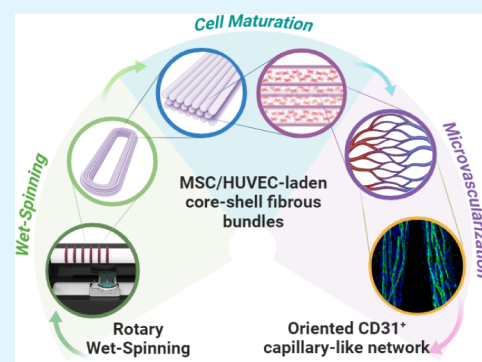 Cell Maturation
Wet-Spinning
Microvascularization
MSC/HUVEC-laden
core-shell fibrous
bundles
Rotary
Wet-Spinning
Oriented CD31⁺
capillary-like network